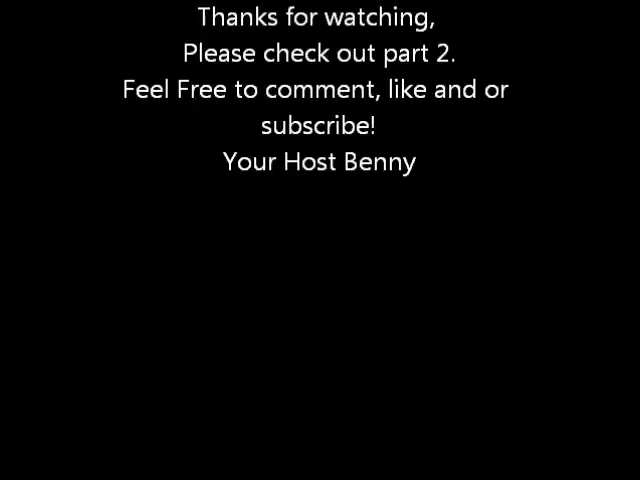 Thanks for watching,
Please check out part 2.
Feel Free to comment, like and or
subscribe!
Your Host Benny